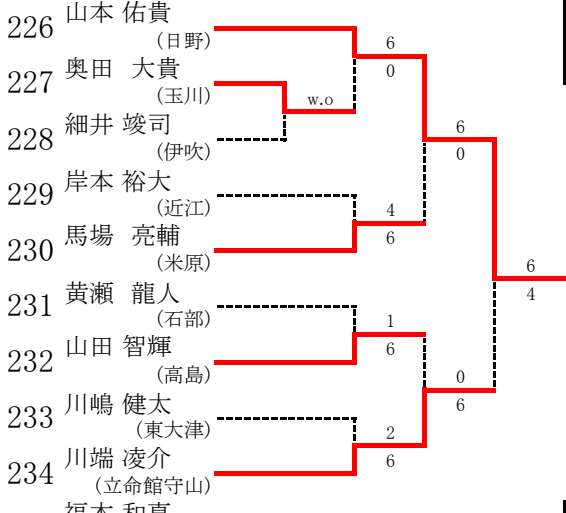 226 山本 佑貴
(日野)
6
0
227 奥田 大貴
(玉川)
w.o
228 細井 竣司
(伊吹)
6
0
229 岸本 裕大
(近江)
4
6
230 馬場 亮輔
(米原)
6
4
231 黄瀬 龍人
(石部)
1
6
232 山田 智輝
(高島)
0
6
233 川嶋 健太
(東大津)
2
6
234 川端 凌介
(立命館守山)